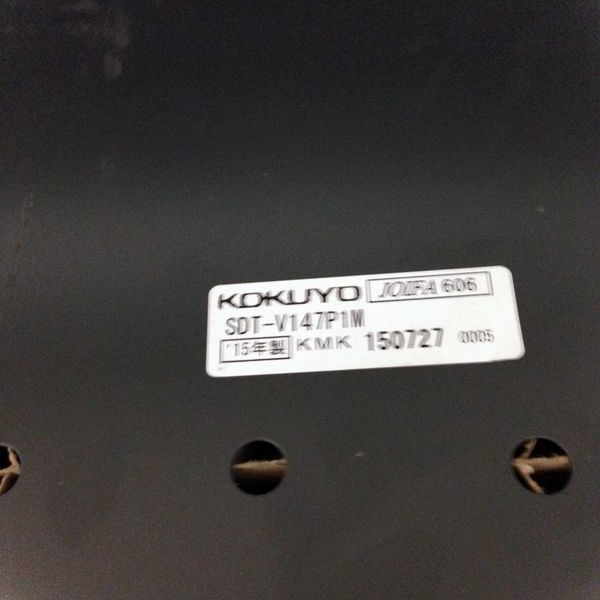 KOKUYO JOIFA 606
SDT-V147P1M
'15年製 KMK 150727 0005